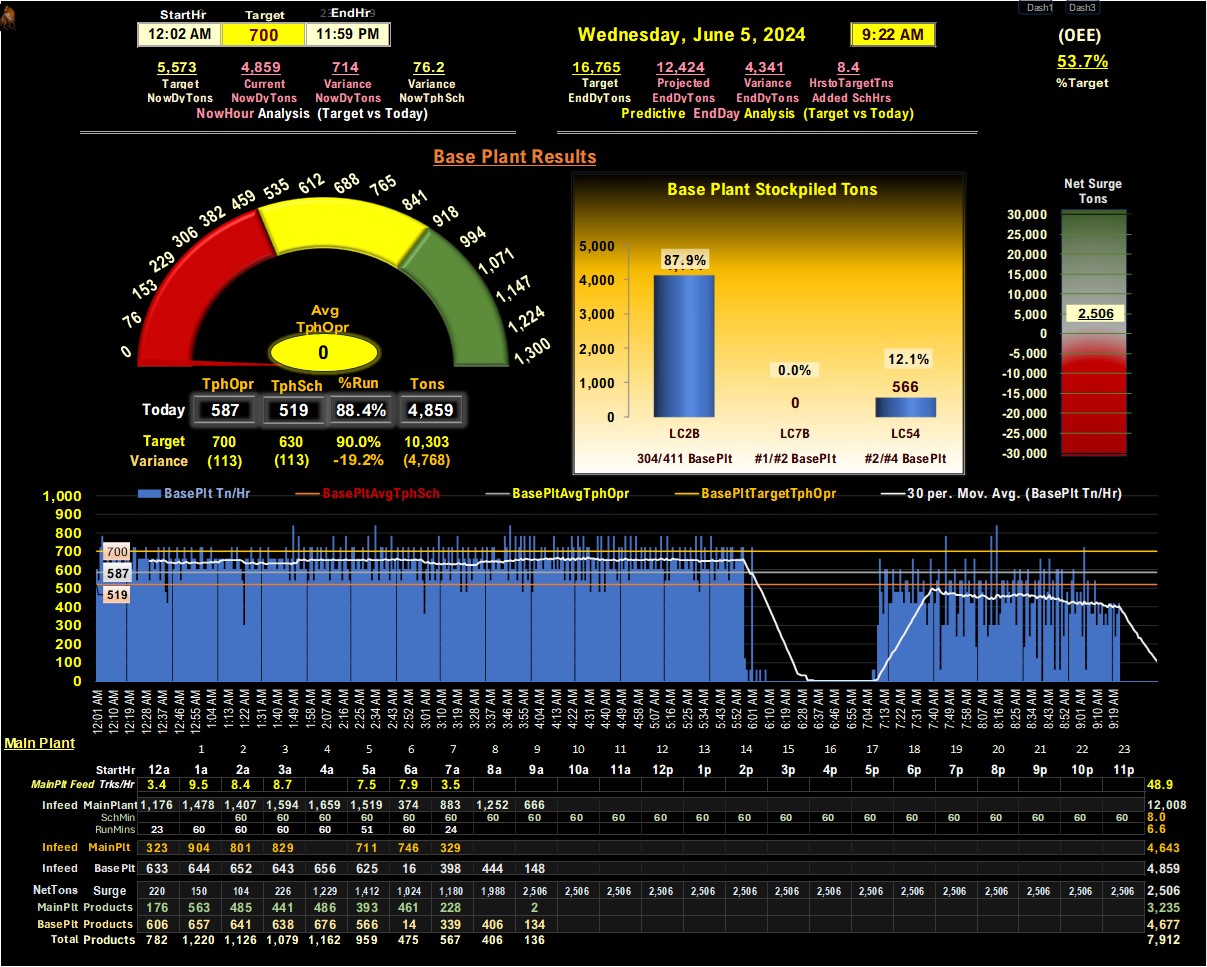 StartHr Target EndHr Dash1 Dash3
12:02 AM 700 11:59 PM Wednesday, June 5, 2024 9:22 AM (OEE)
5,573 4,859 714 76.2 16,765 12,424 4,341 8.4 53.7%
Target Current Variance Variance Target Projected Variance HrstoTargetTns %Target
NowDyTons NowDyTons NowDyTons NowTphSch EndDyTons EndDyTons EndDyTons Added SchHrs
NowHour Analysis (Target vs Today) Predictive EndDay Analysis (Target vs Today)
Base Plant Results
0 76 153 229 306 382 459 535 612 688 765 841 918 994 1,071 1,147 1,224 1,300
Avg
TphOpr
0
TphOpr TphSch %Run Tons
Today 587 519 88.4% 4,859
Target 700 630 90.0% 10,303
Variance (113) (113) -19.2% (4,768)
Base Plant Stockpiled Tons
5,000
4,000
3,000
2,000
1,000
0
87.9%
0.0%
0
12.1%
566
LC2B LC7B LC54
304/411 BasePlt #1/#2 BasePlt #2/#4 BasePlt
Net Surge
Tons
30,000
25,000
20,000
15,000
10,000
5,000
0
-5,000
-10,000
-15,000
-20,000
-25,000
-30,000
2,506
BasePlt Tn/Hr BasePltAvgTphSch BasePltAvgTphOpr BasePltTargetTphOpr 30 per. Mov. Avg. (BasePlt Tn/Hr)
1,000
900
800
700
600
500
400
300
200
100
0
700
587
519
12:01 AM 12:10 AM 12:19 AM 12:28 AM 12:37 AM 12:46 AM 12:55 AM 1:04 AM 1:13 AM 1:22 AM 1:31 AM 1:40 AM 1:49 AM 1:58 AM 2:07 AM 2:16 AM 2:25 AM 2:34 AM 2:43 AM 2:52 AM 3:01 AM 3:10 AM 3:19 AM 3:28 AM 3:37 AM 3:46 AM 3:55 AM 4:04 AM 4:13 AM 4:22 AM 4:31 AM 4:40 AM 4:49 AM 4:58 AM 5:07 AM 5:16 AM 5:25 AM 5:34 AM 5:43 AM 5:52 AM 6:01 AM 6:10 AM 6:19 AM 6:28 AM 6:37 AM 6:46 AM 6:55 AM 7:04 AM 7:13 AM 7:22 AM 7:31 AM 7:40 AM 7:49 AM 7:58 AM 8:07 AM 8:16 AM 8:25 AM 8:34 AM 8:43 AM 8:52 AM 9:01 AM 9:10 AM 9:19 AM
Main Plant
1 2 3 4 5 6 7 8 9 10 11 12 13 14 15 16 17 18 19 20 21 22 23
StartHr 12a 1a 2a 3a 4a 5a 6a 7a 8a 9a 10a 11a 12p 1p 2p 3p 4p 5p 6p 7p 8p 9p 10p 11p
MainPlt Feed Trks/Hr 3.4 9.5 8.4 8.7 7.5 7.9 3.5 48.9
Infeed MainPlant 1,176 1,478 1,407 1,594 1,659 1,519 374 883 1,252 666 12,008
SchMin 60 60 60 60 60 60 60 60 60 60 60 60 60 60 60 60 60 60 60 60 60 60 8.0
RunMins 23 60 60 60 60 51 60 24 6.6
Infeed MainPlt 323 904 801 829 711 746 329 4,643
Infeed BasePlt 633 644 652 643 656 625 16 398 444 148 4,859
NetTons Surge 220 150 104 226 1,229 1,412 1,024 1,180 1,988 2,506 2,506 2,506 2,506 2,506 2,506 2,506 2,506 2,506 2,506 2,506 2,506 2,506 2,506 2,506 2,506
MainPlt Products 176 563 485 441 486 393 461 228 2 3,235
BasePlt Products 606 657 641 638 676 566 14 339 406 134 4,677
Total Products 782 1,220 1,126 1,079 1,162 959 475 567 406 136 7,912